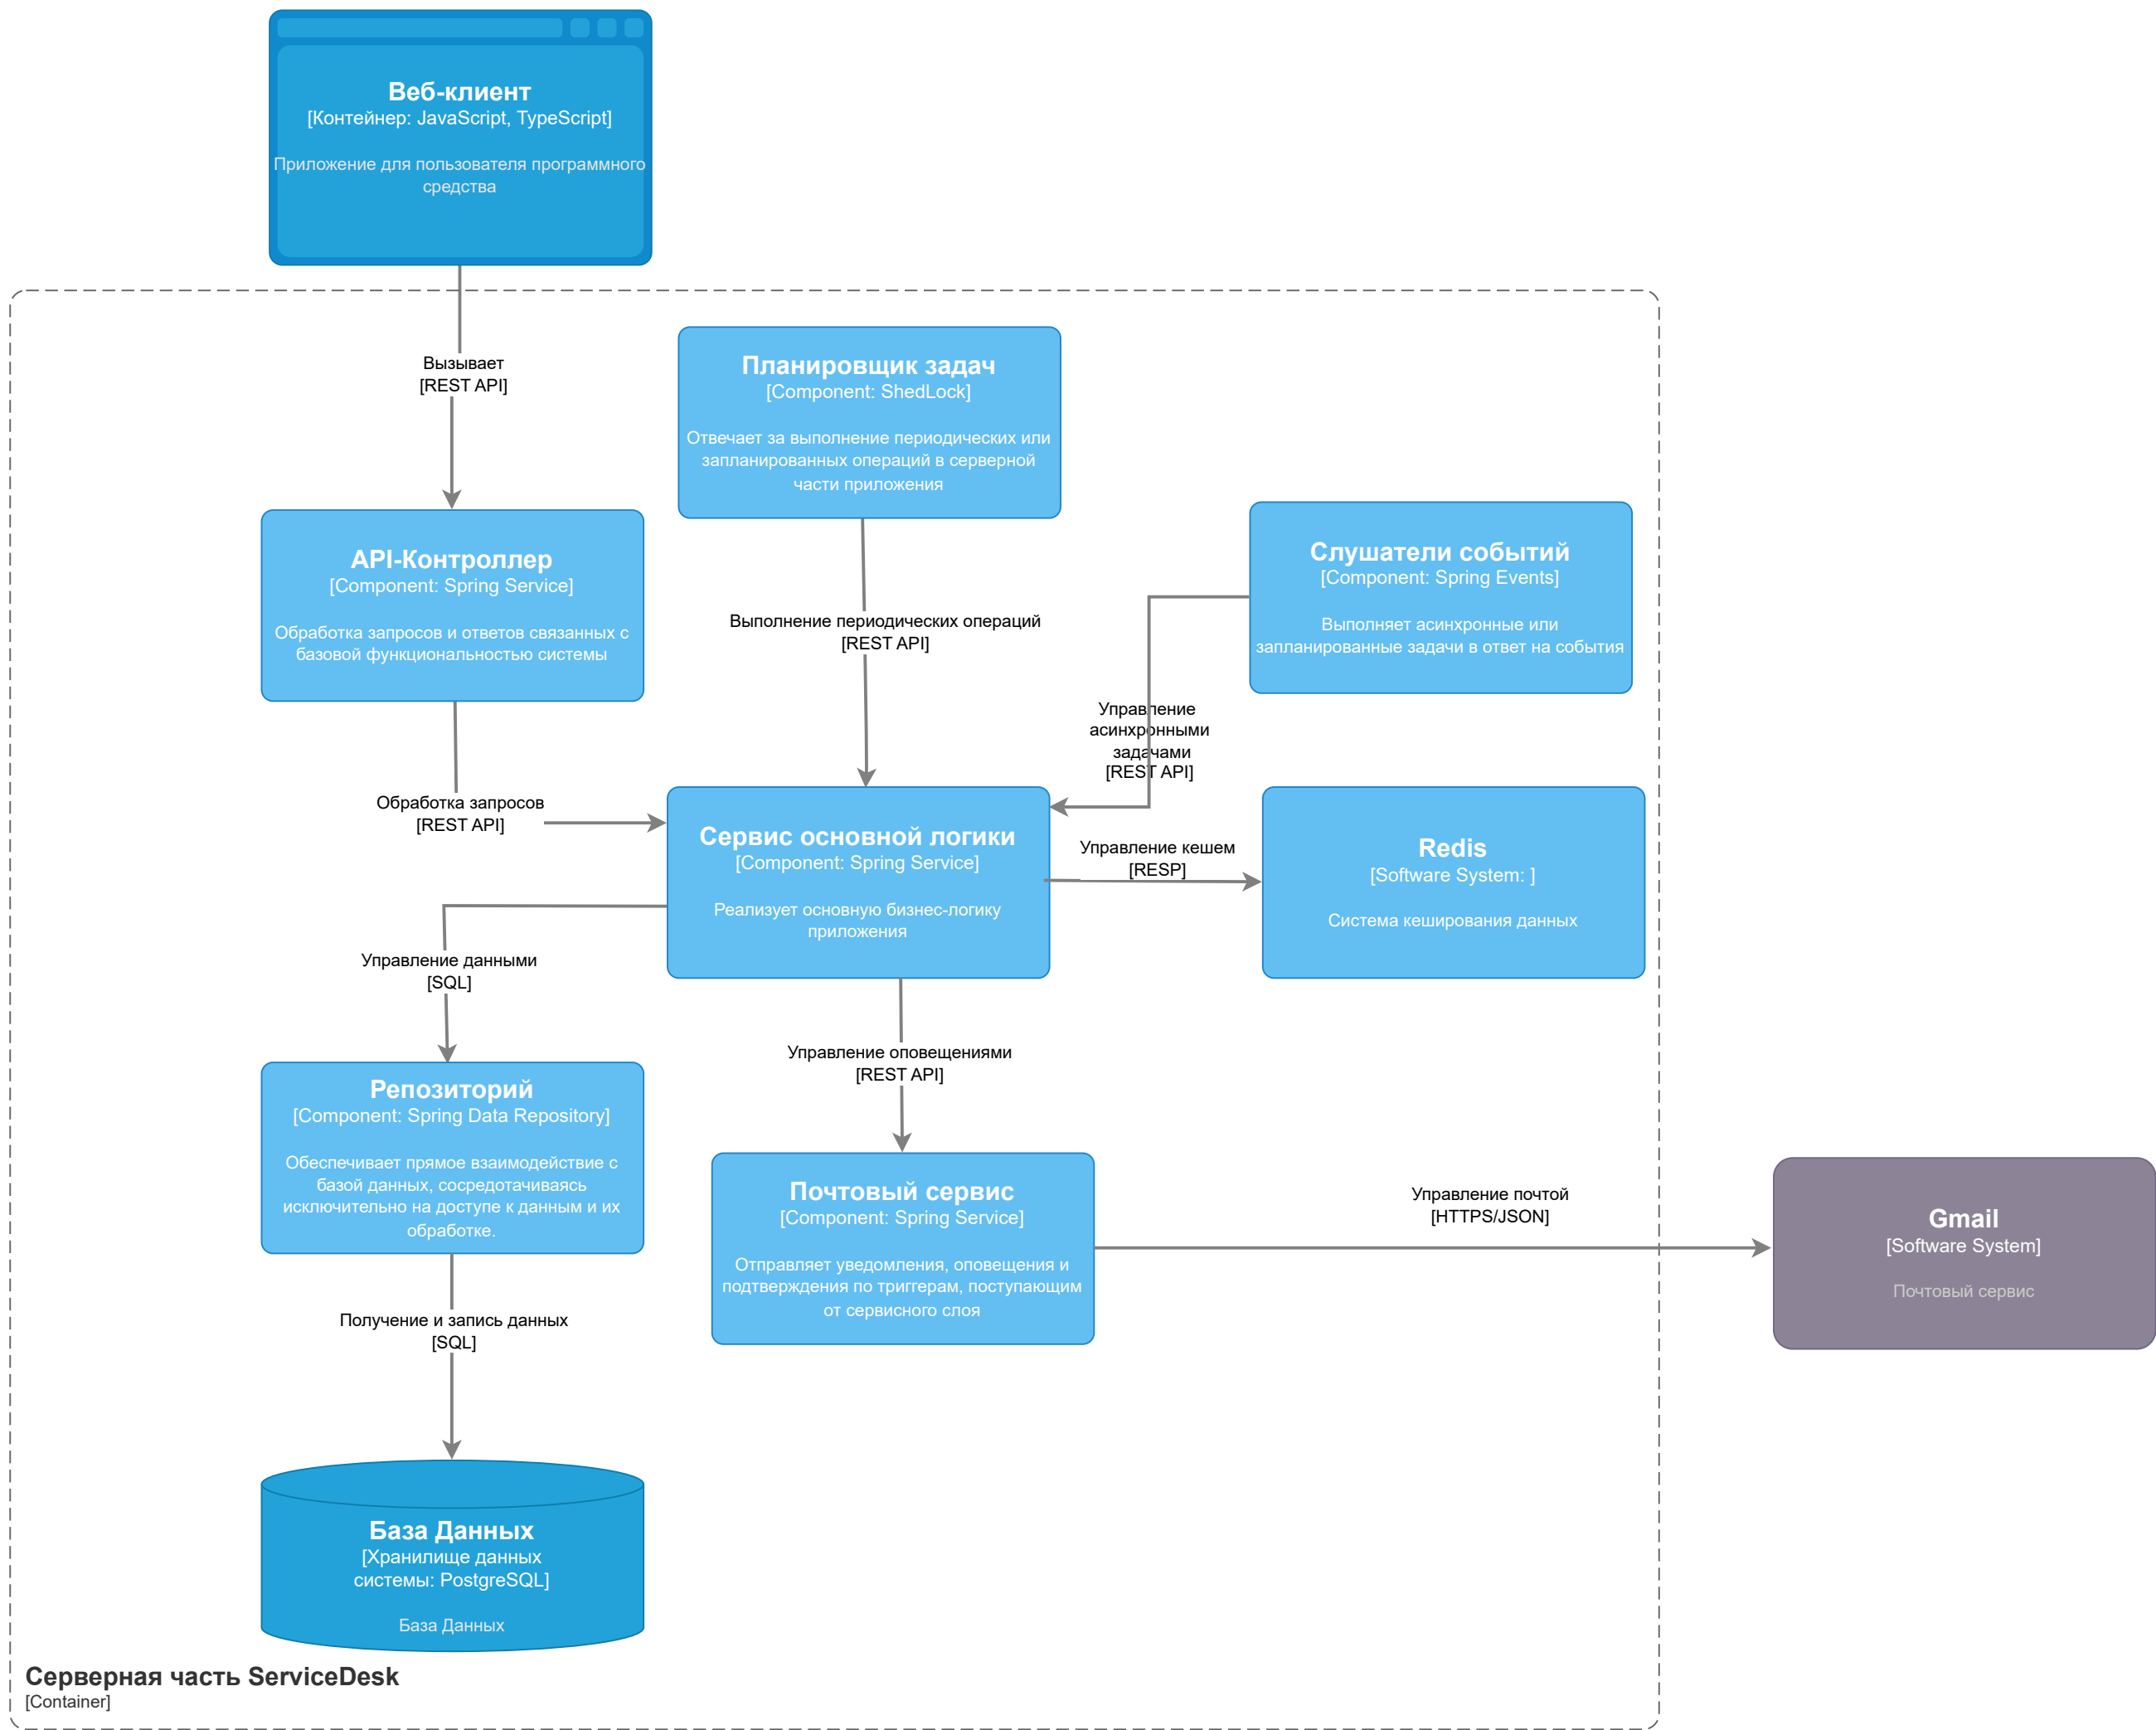 Веб-клиент
[Контейнер: JavaScript, TypeScript]
Приложение для пользователя программного
средства
Вызывает
[REST API]
Планировщик задач
[Component: ShedLock]
Отвечает за выполнение периодических или
запланированных операций в серверной
части приложения
API-Контроллер
[Component: Spring Service]
Обработка запросов и ответов связанных с
базовой функциональностью системы
Слушатели событий
[Component: Spring Events]
Выполняет асинхронные или
запланированные задачи в ответ на события
Выполнение периодических операций
[REST API]
Управление
асинхронными
задачами
[REST API]
Обработка запросов
[REST API]
Сервис основной логики
[Component: Spring Service]
Реализует основную бизнес-логику
приложения
Управление кешем
[RESP]
Redis
[Software System: ]
Система кеширования данных
Управление данными
[SQL]
Управление оповещениями
[REST API]
Репозиторий
[Component: Spring Data Repository]
Обеспечивает прямое взаимодействие с
базой данных, сосредотачиваясь
исключительно на доступе к данным и их
обработке.
Почтовый сервис
[Component: Spring Service]
Отправляет уведомления, оповещения и
подтверждения по триггерам, поступающим
от сервисного слоя
Управление почтой
[HTTPS/JSON]
Gmail
[Software System]
Почтовый сервис
Получение и запись данных
[SQL]
База Данных
[Хранилище данных
системы: PostgreSQL]
База Данных
Серверная часть ServiceDesk
[Container]